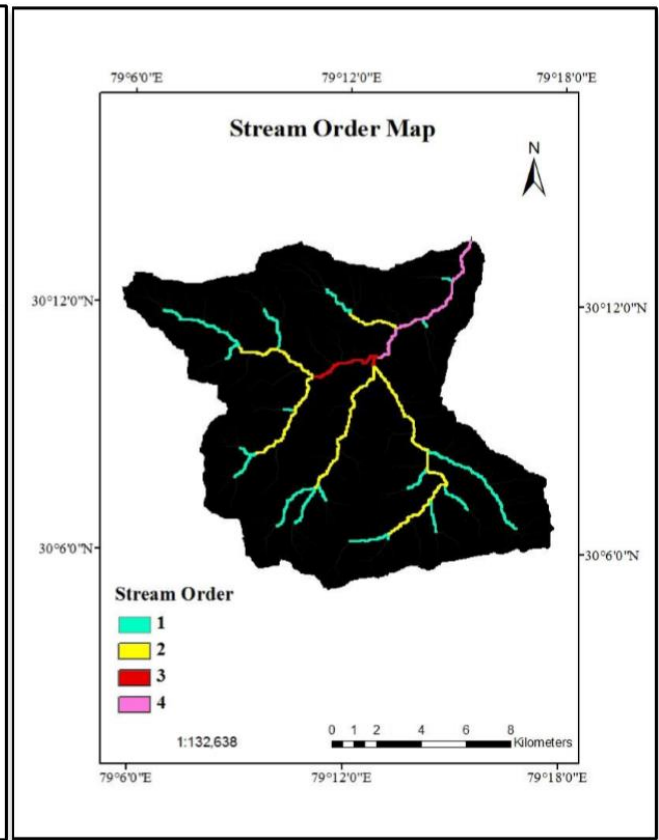 79°6'0"E 79°12'0"E 79°18'0"E
Stream Order Map
N
30°12'0"N 30°12'0"N
30°6'0"N 30°6'0"N
Stream Order
1
2
3
4
1:132,638
0 1 2 4 6 8
Kilometers
79°6'0"E 79°12'0"E 79°18'0"E